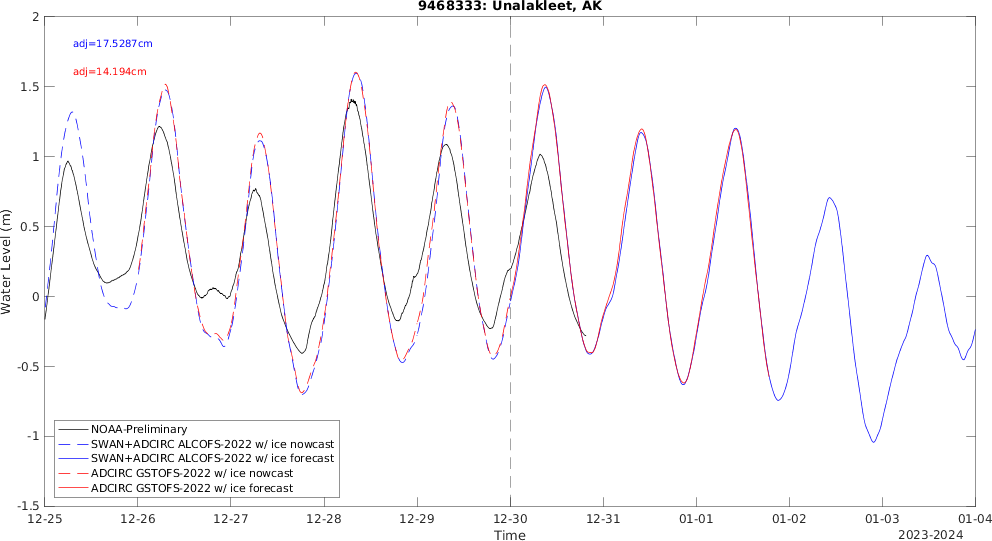 9468333: Unalakleet, AK
adj=17.5287cm
adj=14.194cm
Water Level (m)
2
1.5
1
0.5
0
-0.5
-1
-1.5
NOAA-Preliminary
SWAN+ADCIRC ALCOFS-2022 w/ ice nowcast
SWAN+ADCIRC ALCOFS-2022 w/ ice forecast
ADCIRC GSTOFS-2022 w/ ice nowcast
ADCIRC GSTOFS-2022 w/ ice forecast
12-25 12-26 12-27 12-28 12-29 12-30 12-31 01-01 01-02 01-03 01-04
Time
2023-2024